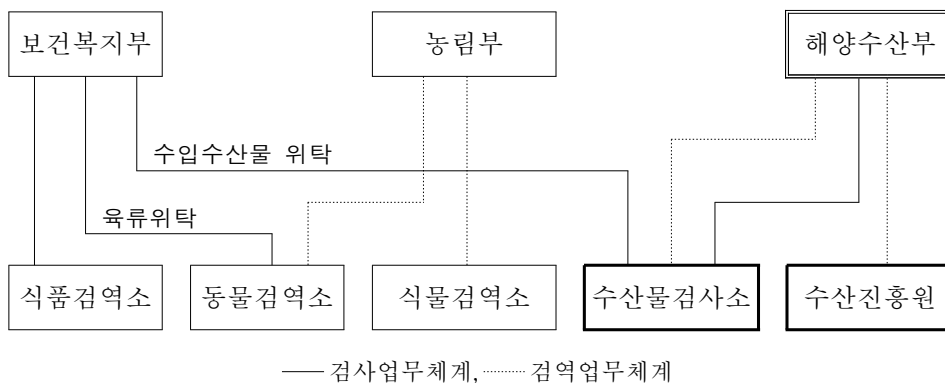 보건복지부 농림부 해양수산부
수입수산물 위탁
육류위탁
식품검역소 동물검역소 식물검역소 수산물검사소 수산진흥원
검사업무체계, 검역업무체계